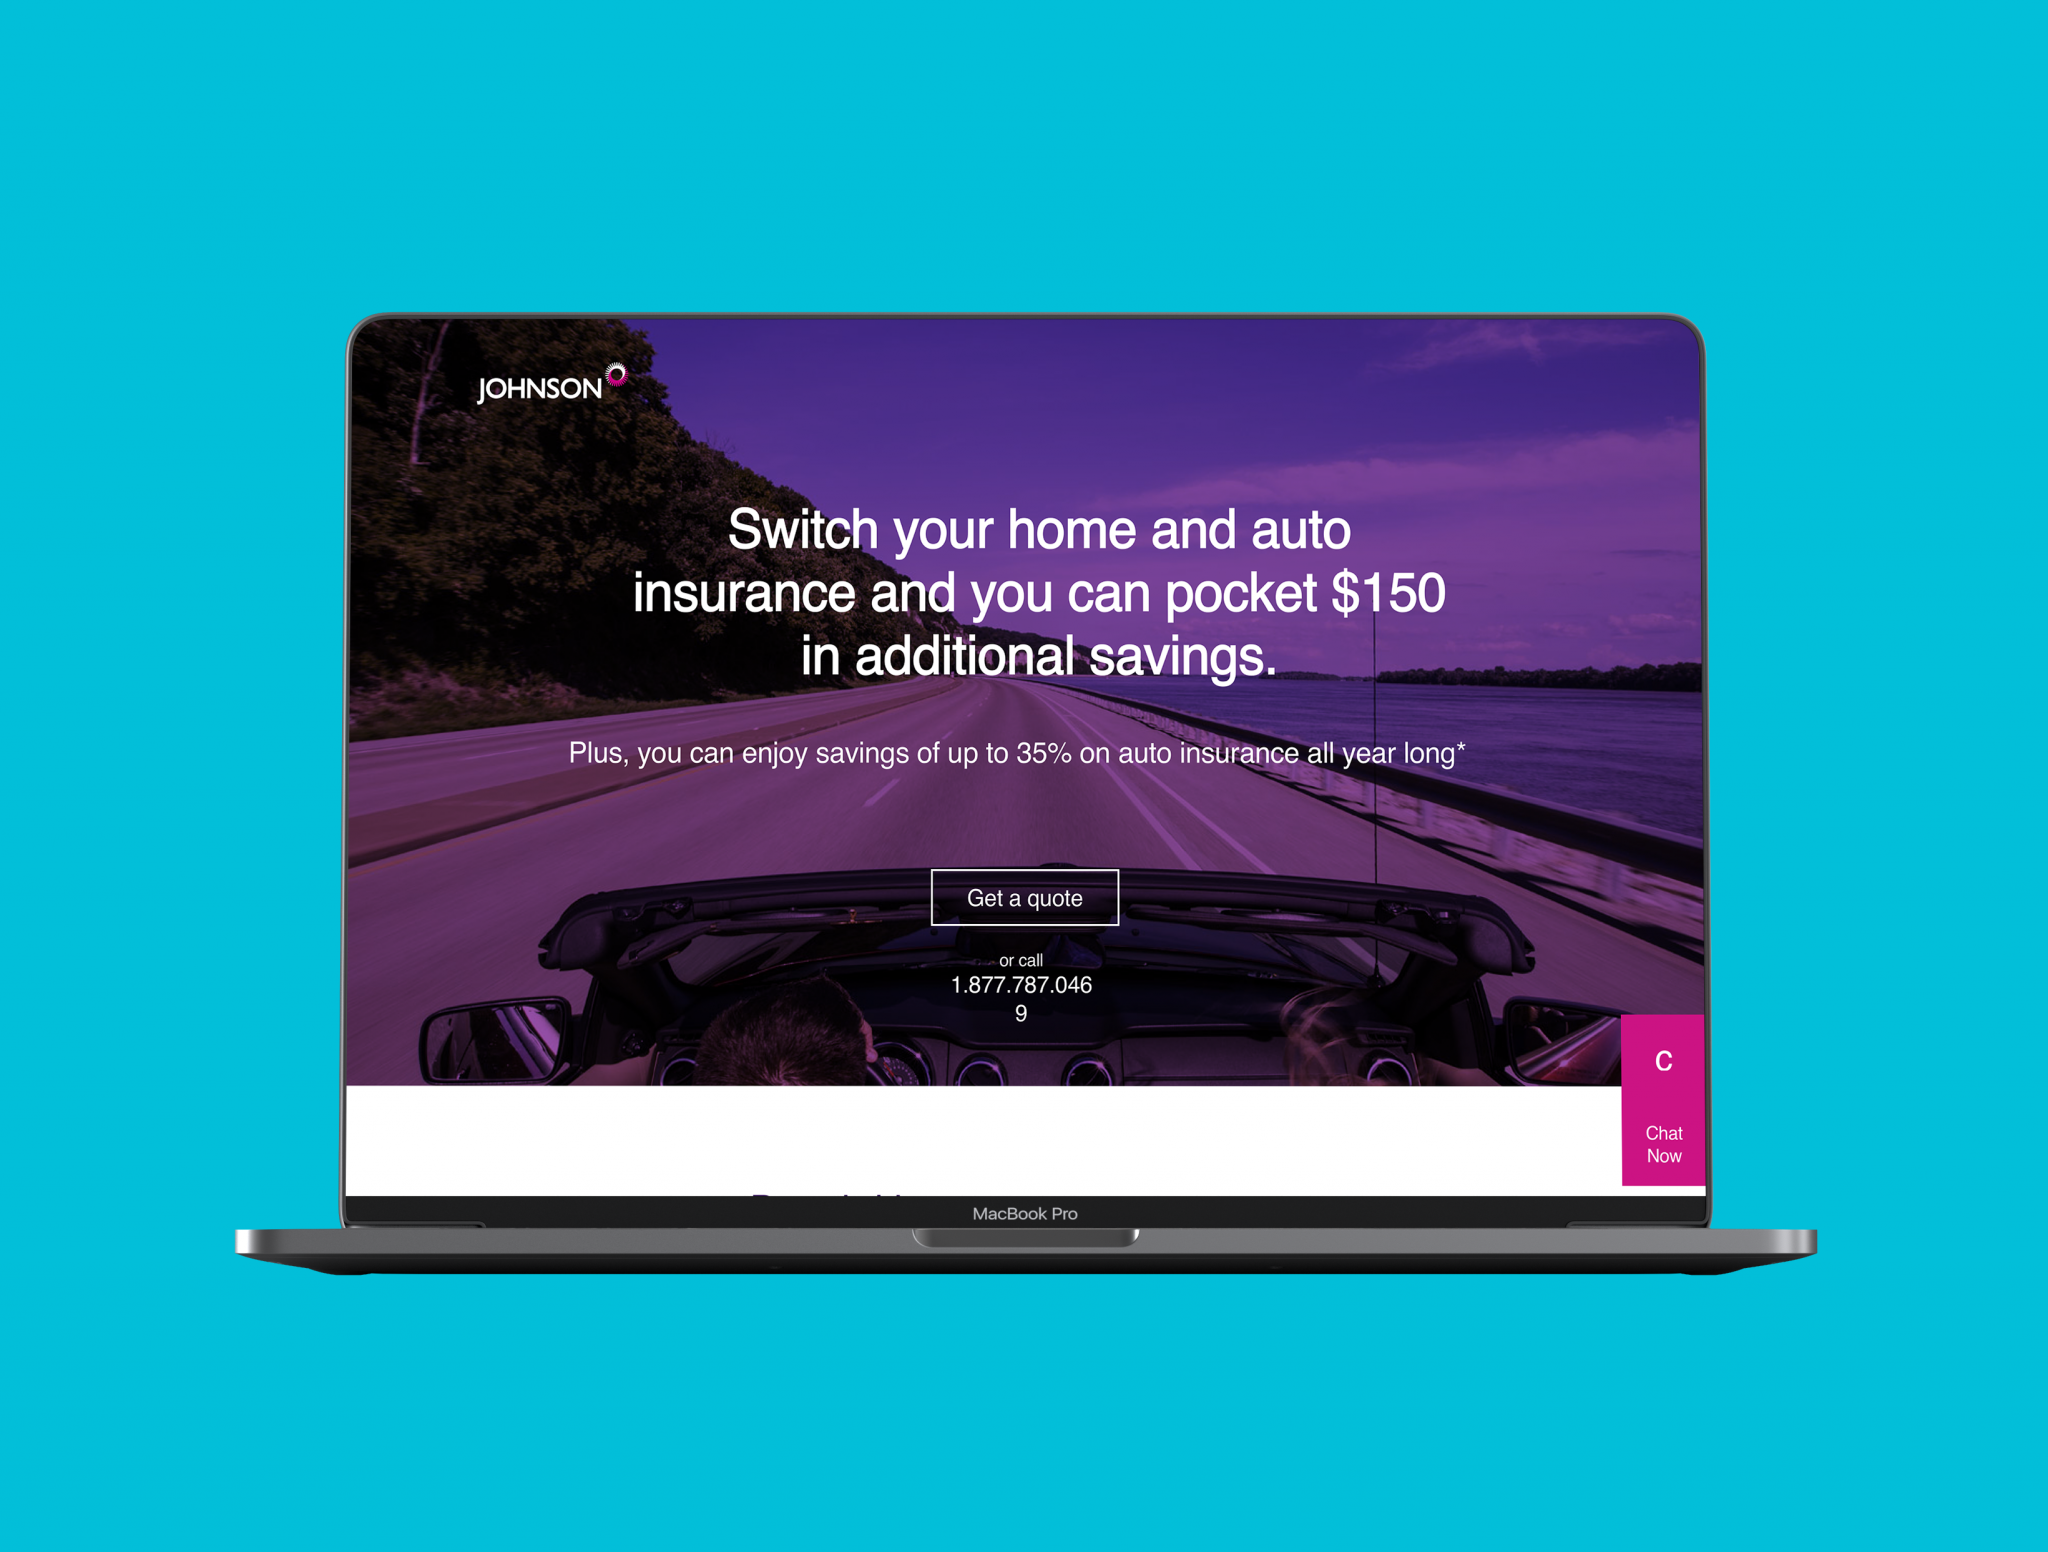 JOHNSON
Switch your home and auto
insurance and you can pocket $150
in additional savings.
Plus, you can enjoy savings of up to 35% on auto insurance all year long*
Get a quote
or call
1.877.787.046
9
C
Chat
Now
MacBook Pro